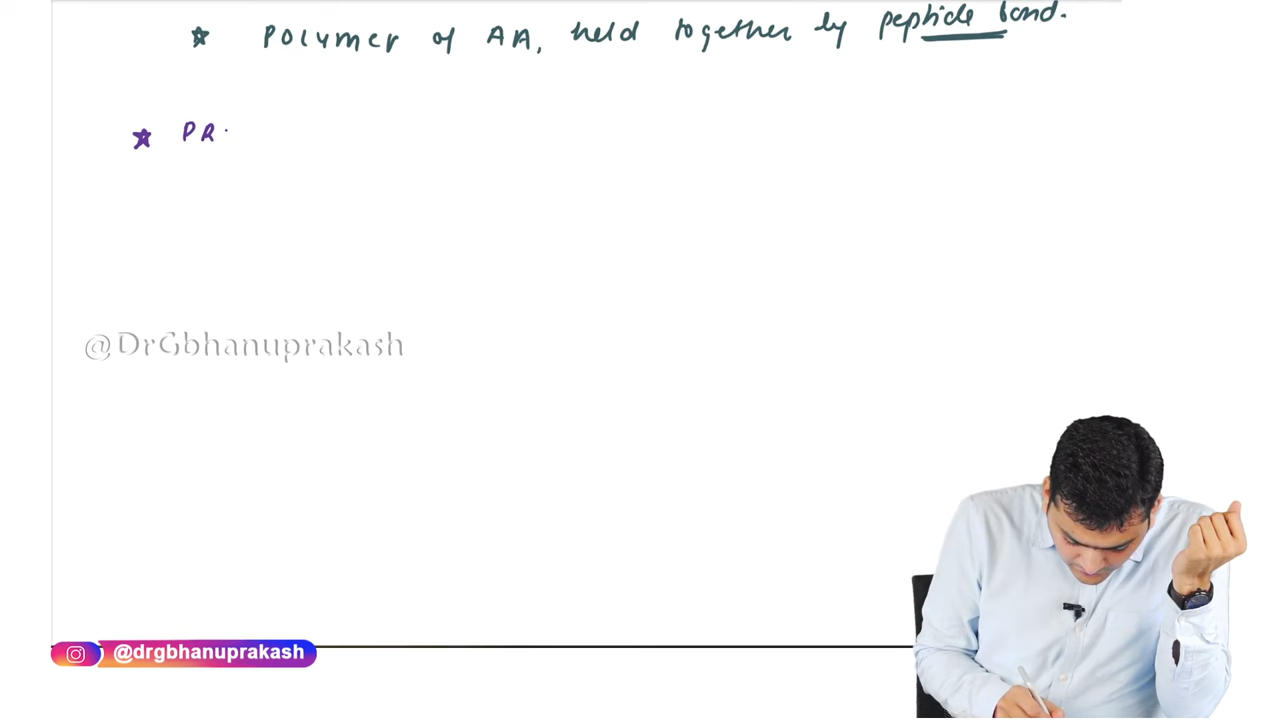 ★ Polymer of AA, held together by peptide bond.
★ PR
@DrGbhanuprakash
@drgbhanuprakash